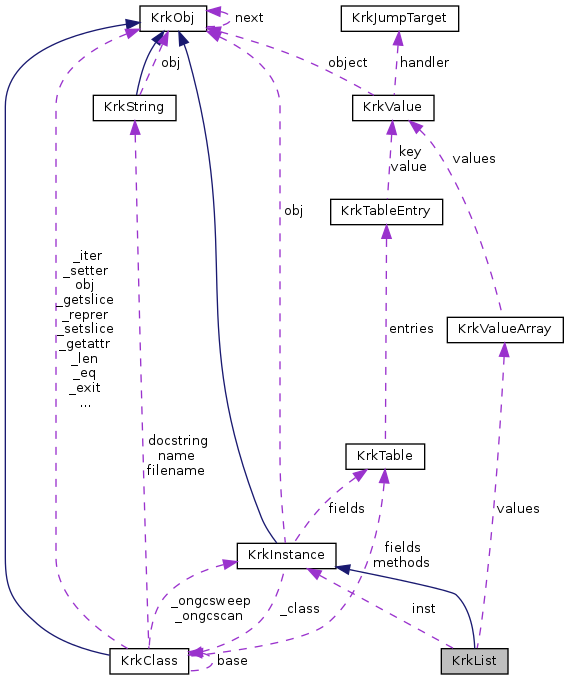 KrkObj
next
KrkJumpTarget
obj
object
handler
KrkString
KrkValue
key
value
values
KrkTableEntry
obj
_iter
_setter
obj
_getslice
_reprer
_setslice
_getattr
_len
_eq
_exit
...
entries
KrkValueArray
docstring
name
filename
KrkTable
fields
values
KrkInstance
fields
methods
_ongcsweep
_ongcscan
_class
inst
KrkClass
base
KrkList